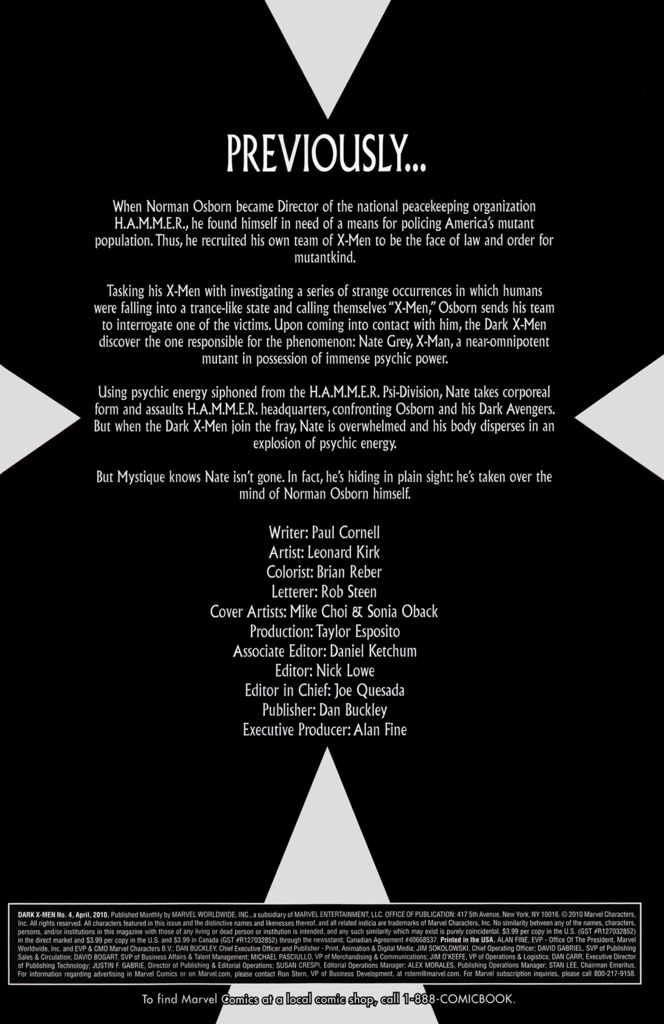 PREVIOUSLY...
When Norman Osborn became Director of the national peacekeeping organization
H.A.M.M.E.R., he found himself in need of a means for policing America's mutant
population. Thus, he recruited his own team of X-Men to be the face of law and order for
mutantkind.
Tasking his X-Men with investigating a series of strange occurrences in which humans
were falling into a trance-like state and calling themselves "X-Men," Osborn sends his team
to interrogate one of the victims. Upon coming into contact with him, the Dark X-Men
discover the one responsible for the phenomenon: Nate Grey, X-Man, a near-omnipotent
mutant in possession of immense psychic power.
Using psychic energy siphoned from the H.A.M.M.E.R. Psi-Division, Nate takes corporeal
form and assaults H.A.M.M.E.R. headquarters, confronting Osborn and his Dark Avengers.
But when the Dark X-Men join the fray, Nate is overwhelmed and his body disperses in an
explosion of psychic energy.
But Mystique knows Nate isn't gone. In fact, he's hiding in plain sight: he's taken over the
mind of Norman Osborn himself.
Writer: Paul Cornell
Artist: Leonard Kirk
Colorist: Brian Reber
Letterer: Rob Steen
Cover Artists: Mike Choi & Sonia Oback
Production: Taylor Esposito
Associate Editor: Daniel Ketchum
Editor: Nick Lowe
Editor in Chief: Joe Quesada
Publisher: Dan Buckley
Executive Producer: Alan Fine
DARK X-MEN No. 4, April, 2010. Published Monthly by MARVEL WORLDWIDE, INC., a subsidiary of MARVEL ENTERTAINMENT, LLC. OFFICE OF PUBLICATION: 417 5th Avenue, New York, NY 10016. © 2010 Marvel Characters,
Inc. All rights reserved. All characters featured in this issue and the distinctive names and likenesses thereof, and all related indicia are trademarks of Marvel Characters, Inc. No similarity between any of the names, characters,
persons, and/or institutions in this magazine with those of any living or dead person or institution is intended, and any such similarity which may exist is purely coincidental. $3.99 per copy in the U.S. (GST #R127032852)
in the direct market and $3.99 per copy in the U.S. and $3.99 in Canada (GST #R127032852) through the newsstand; Canadian Agreement #40668537. Printed in the USA. ALAN FINE, EVP - Office Of The President, Marvel
Worldwide, Inc. and EVP & CMO Marvel Characters B.V.; DAN BUCKLEY, Chief Executive Officer and Publisher - Print, Animation & Digital Media; JIM SOKOLOWSKI, Chief Operating Officer; DAVID GABRIEL, SVP of Publishing
Sales & Circulation; DAVID BOGART, SVP of Business Affairs & Talent Management; MICHAEL PASCIULLO, VP of Merchandising & Communications; JIM O'KEEFE, VP of Operations & Logistics; DAN CARR, Executive Director
of Publishing Technology; JUSTIN F. GABRIE, Director of Publishing & Editorial Operations; SUSAN CRESPI, Editorial Operations Manager; ALEX MORALES, Publishing Operations Manager; STAN LEE, Chairman Emeritus.
For information regarding advertising in Marvel Comics or on Marvel.com, please contact Ron Stern, VP of Business Development, at rstern@marvel.com. For Marvel subscription inquiries, please call 800-217-9158.
To find Marvel Comics at a local comic shop, call 1-888-COMICBOOK.